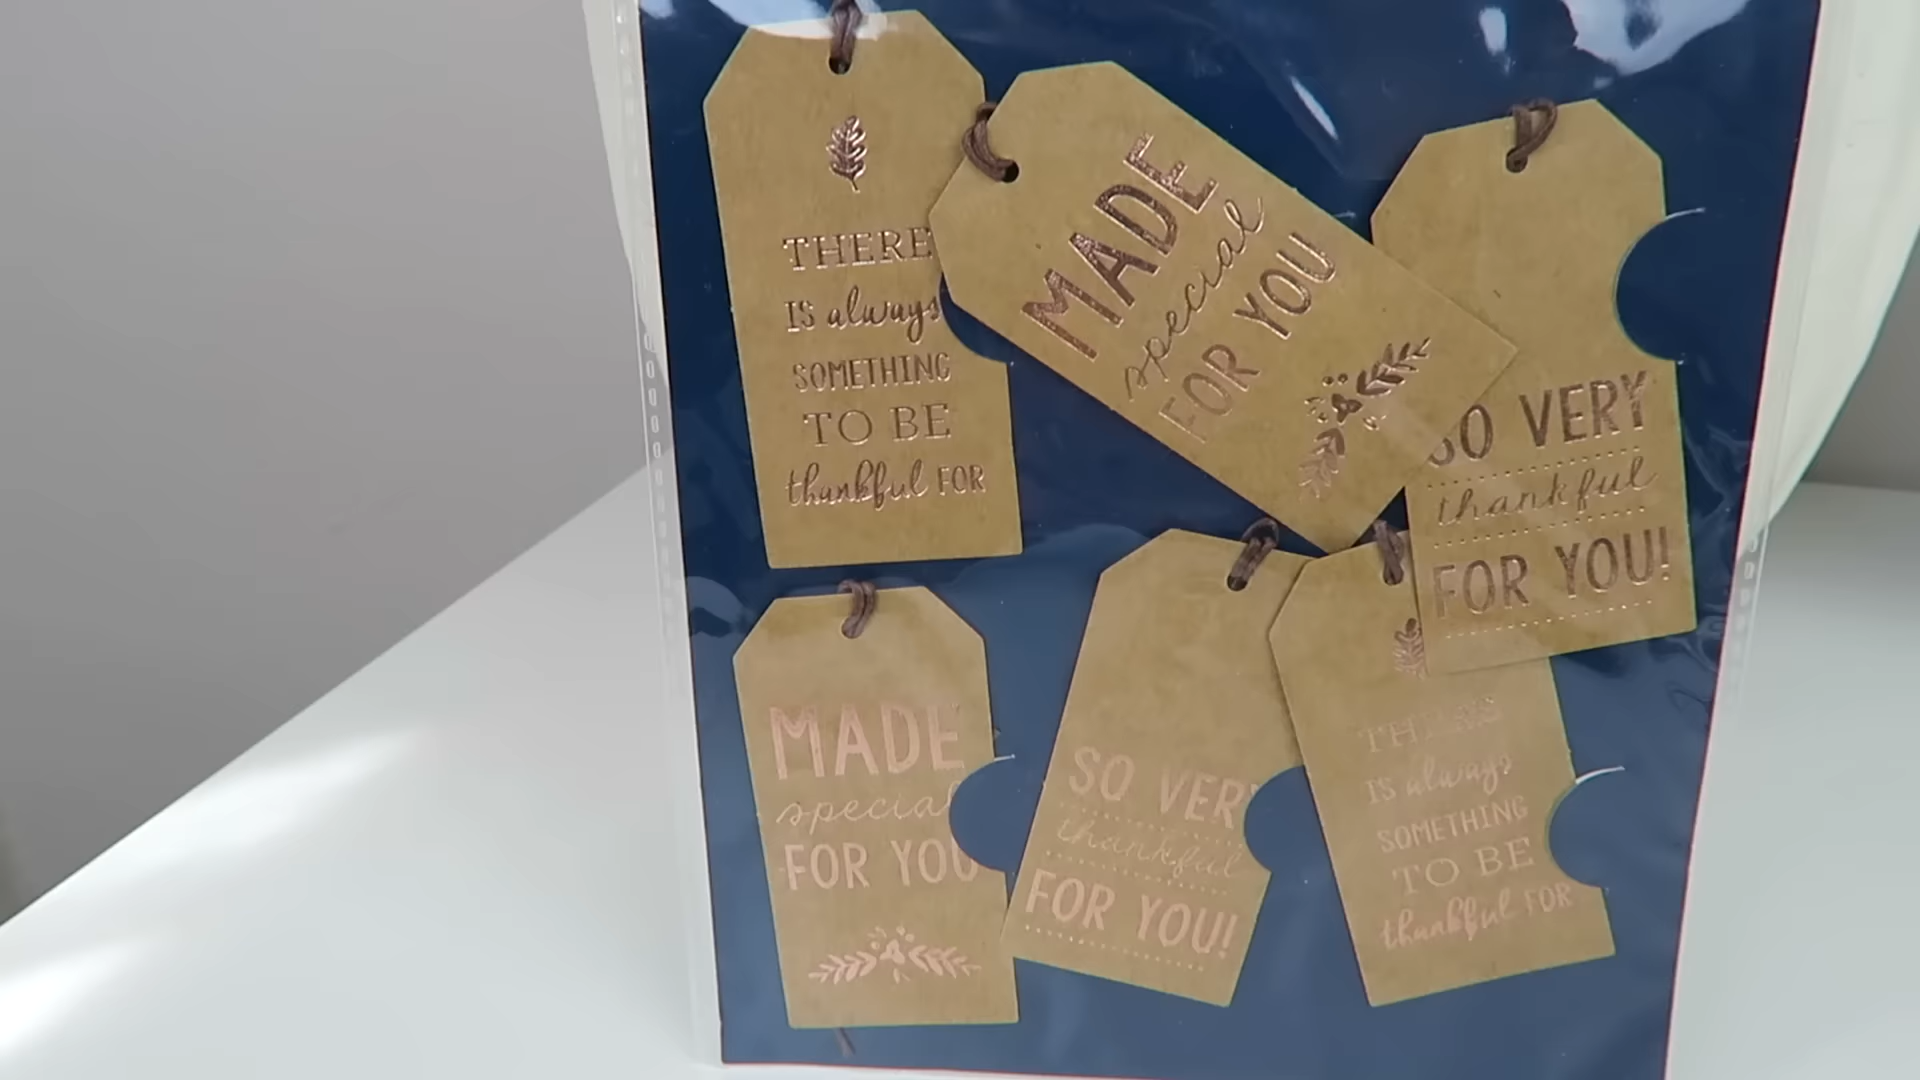 THERE
IS always
SOMETHING
TO BE
thankful FOR
MADE
special
FOR YOU
SO VERY
thankful
FOR YOU!
MADE
special
FOR YOU
SO VERY
thankful
FOR YOU!
THERE
IS always
SOMETHING
TO BE
thankful FOR